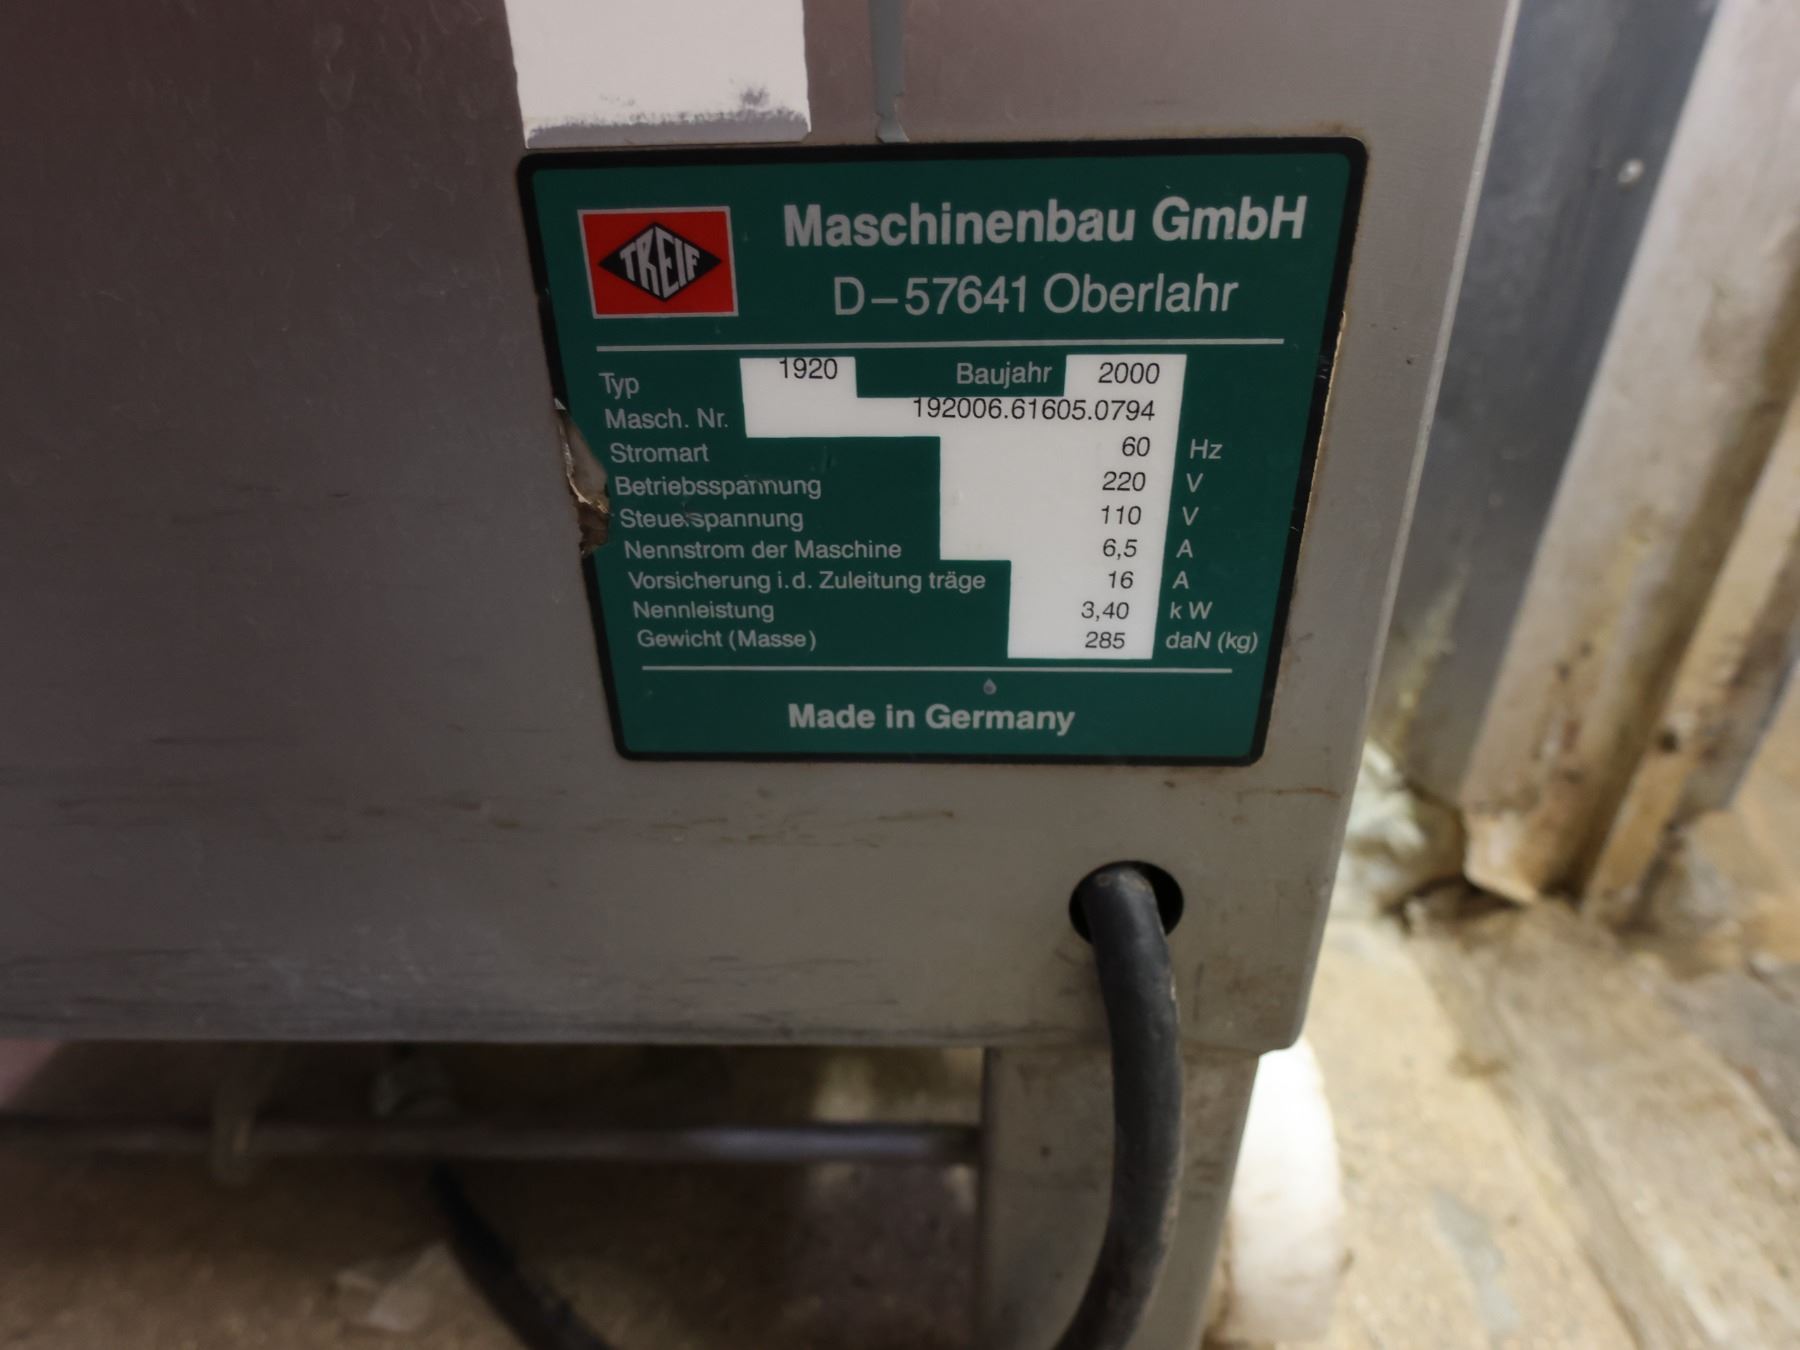 TREIF
Maschinenbau GmbH
D-57641 Oberlahr
Typ 1920 Baujahr 2000
Masch. Nr. 192006.61605.0794
Stromart 60 Hz
Betriebsspannung 220 V
Steuerspannung 110 V
Nennstrom der Maschine 6,5 A
Vorsicherung i.d. Zuleitung träge 16 A
Nennleistung 3,40 kW
Gewicht (Masse) 285 daN (kg)
Made in Germany